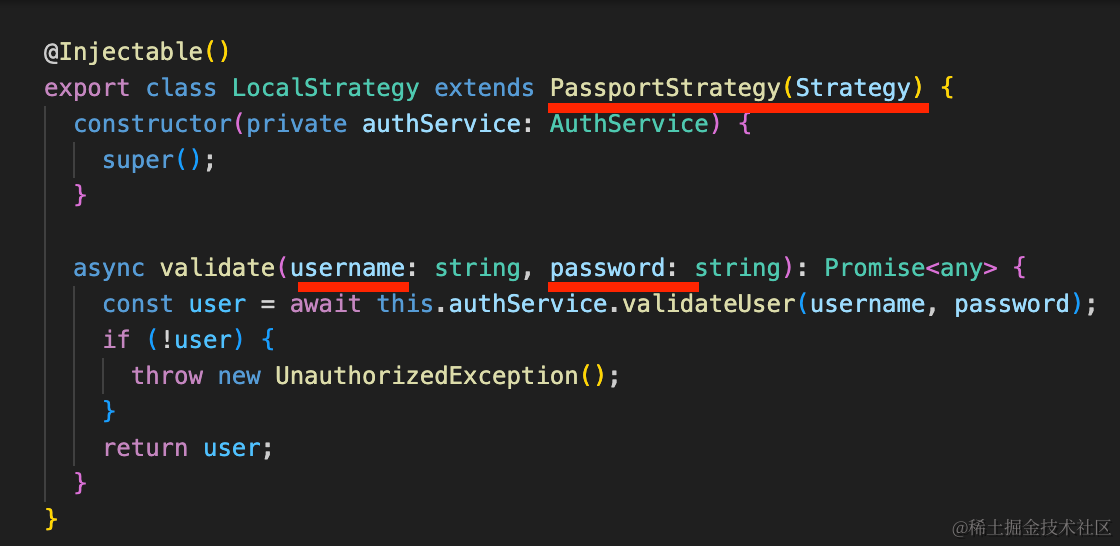 @Injectable()
export class LocalStrategy extends PassportStrategy(Strategy) {
  constructor(private authService: AuthService) {
    super();
  }

  async validate(username: string, password: string): Promise<any> {
    const user = await this.authService.validateUser(username, password);
    if (!user) {
      throw new UnauthorizedException();
    }
    return user;
  }
}
@稀土掘金技术社区